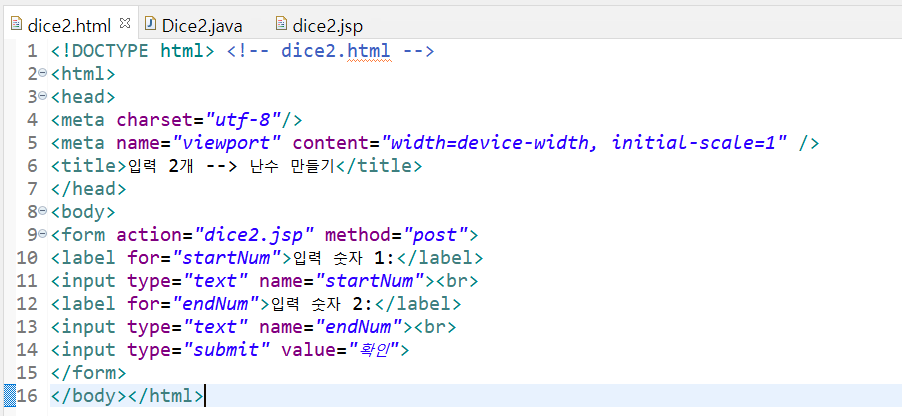 dice2.html Dice2.java dice2.jsp
1 <!DOCTYPE html> <!-- dice2.html -->
2 <html>
3 <head>
4 <meta charset="utf-8"/>
5 <meta name="viewport" content="width=device-width, initial-scale=1" />
6 <title>입력 2개 --> 난수 만들기</title>
7 </head>
8 <body>
9 <form action="dice2.jsp" method="post">
10 <label for="startNum">입력 숫자 1:</label>
11 <input type="text" name="startNum"><br>
12 <label for="endNum">입력 숫자 2:</label>
13 <input type="text" name="endNum"><br>
14 <input type="submit" value="확인">
15 </form>
16 </body></html>